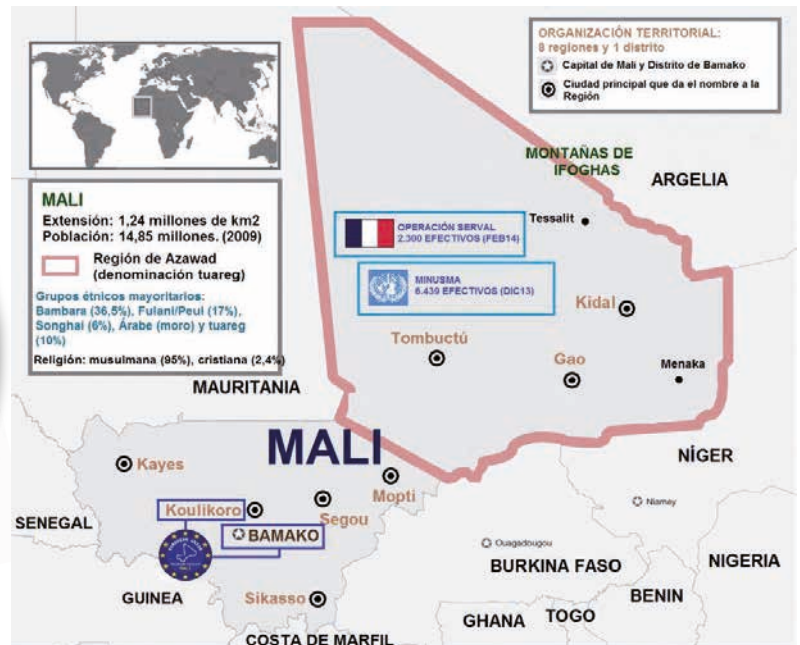 ORGANIZACIÓN TERRITORIAL:
8 regiones y 1 distrito
Capital de Mali y Distrito de Bamako
Ciudad principal que da el nombre a la
Región
MONTAÑAS DE
IFOGHAS
ARGELIA
MALI
Extensión: 1,24 millones de km2
Población: 14,85 millones. (2009)
Región de Azawad
(denominación tuareg)
Grupos étnicos mayoritarios:
Bambara (36,5%), Fulani/Peul (17%),
Songhai (6%), Árabe (moro) y tuareg
(10%)
Religión: musulmana (95%), cristiana (2,4%)
Tessalit
OPERACIÓN SERVAL
2.300 EFECTIVOS (FEB14)
MINUSMA
6.439 EFECTIVOS (DIC13)
Kidal
Tombuctú
Gao
Menaka
MAURITANIA
MALI
NÍGER
Kayes
Mopti
Koulikoro
Segou
Niamey
SENEGAL
BAMAKO
Ouagadougou
BURKINA FASO
NIGERIA
GUINEA
Sikasso
BENIN
GHANA
TOGO
COSTA DE MARFIL